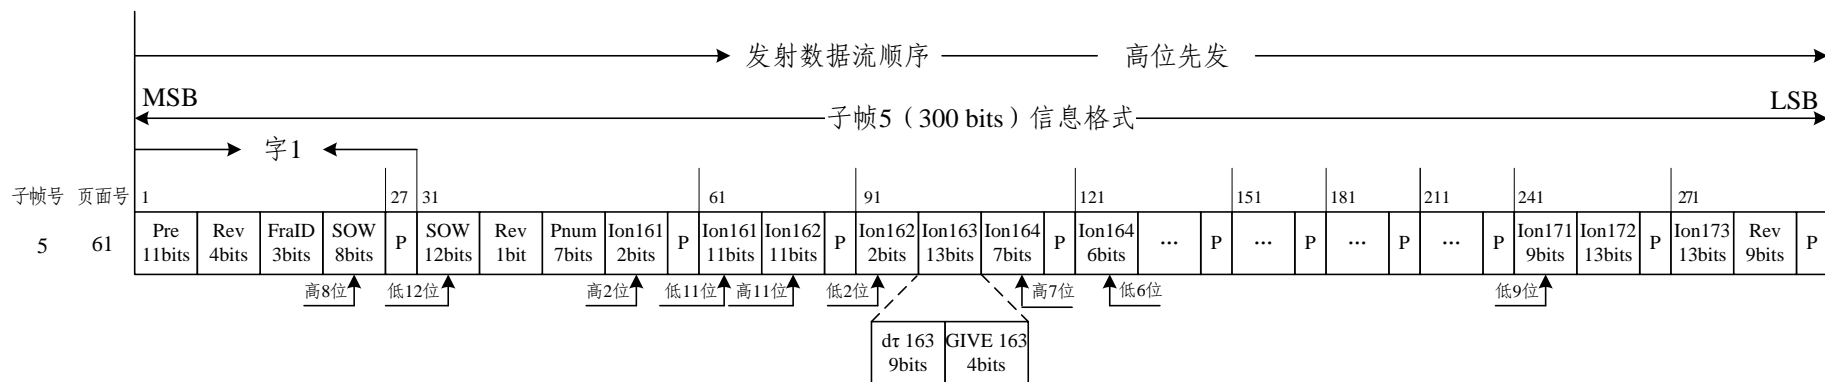 发射数据流顺序 高位先发
MSB LSB
子帧5（300 bits）信息格式
字1
子帧号 页面号 1 27 31 61 91 121 151 181 211 241 271
5 61 Pre Rev FraID SOW P SOW Rev Pnum Ion161 P Ion161 Ion162 P Ion162 Ion163 Ion164 P Ion164 ... P ... P ... P ... P Ion171 Ion172 P Ion173 Rev P
11bits 4bits 3bits 8bits 12bits 1bit 7bits 2bits 11bits 11bits 2bits 13bits 7bits 6bits 9bits 13bits 13bits 9bits
高8位 低12位 高2位 低11位 高11位 低2位 高7位 低6位 低9位
dτ 163 GIVE 163
9bits 4bits